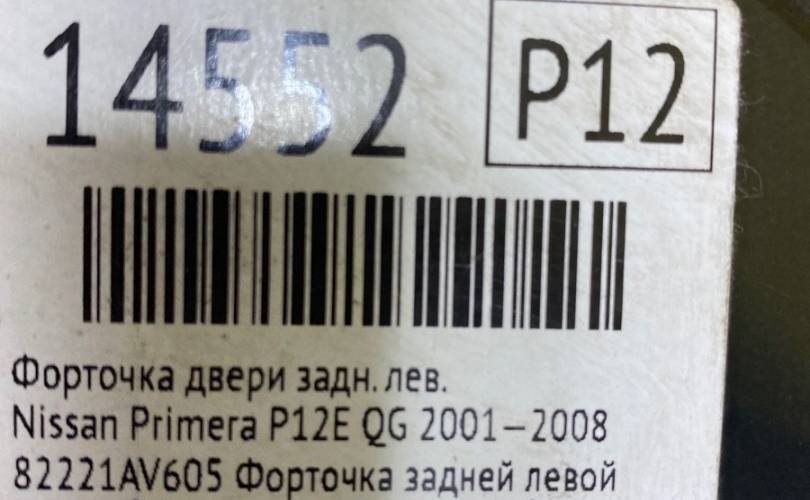 14552 P12
Форточка двери задн. лев.
Nissan Primera P12E QG 2001–2008
82221AV605 Форточка задней левой